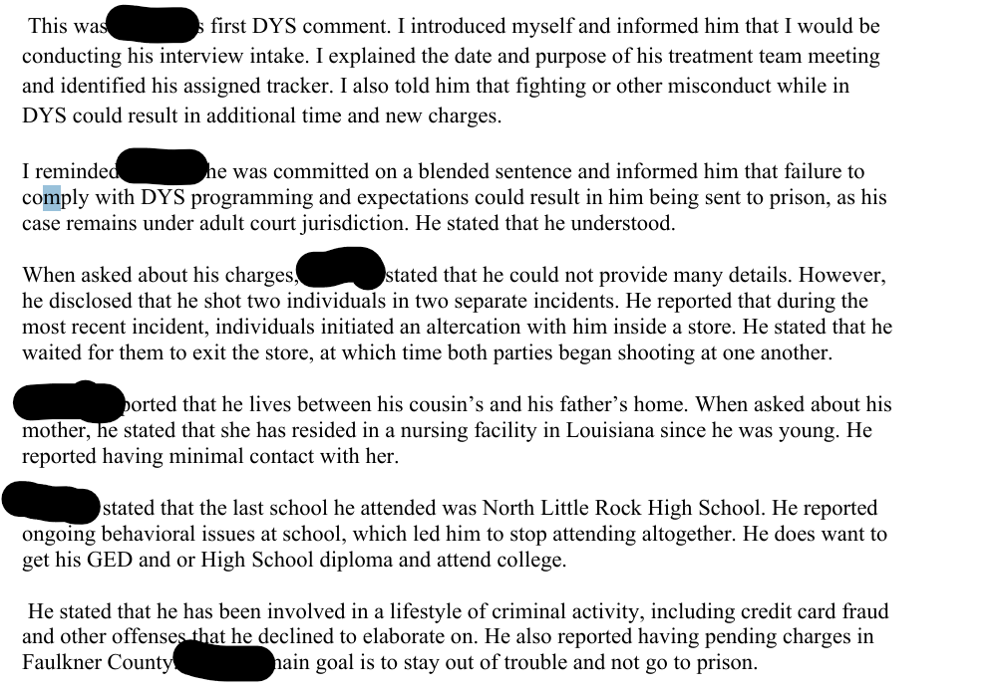 This was s first DYS comment. I introduced myself and informed him that I would be
conducting his interview intake. I explained the date and purpose of his treatment team meeting
and identified his assigned tracker. I also told him that fighting or other misconduct while in
DYS could result in additional time and new charges.
I reminded he was committed on a blended sentence and informed him that failure to
comply with DYS programming and expectations could result in him being sent to prison, as his
case remains under adult court jurisdiction. He stated that he understood.
When asked about his charges, stated that he could not provide many details. However,
he disclosed that he shot two individuals in two separate incidents. He reported that during the
most recent incident, individuals initiated an altercation with him inside a store. He stated that he
waited for them to exit the store, at which time both parties began shooting at one another.
ported that he lives between his cousin’s and his father’s home. When asked about his
mother, he stated that she has resided in a nursing facility in Louisiana since he was young. He
reported having minimal contact with her.
stated that the last school he attended was North Little Rock High School. He reported
ongoing behavioral issues at school, which led him to stop attending altogether. He does want to
get his GED and or High School diploma and attend college.
He stated that he has been involved in a lifestyle of criminal activity, including credit card fraud
and other offenses that he declined to elaborate on. He also reported having pending charges in
Faulkner County. main goal is to stay out of trouble and not go to prison.